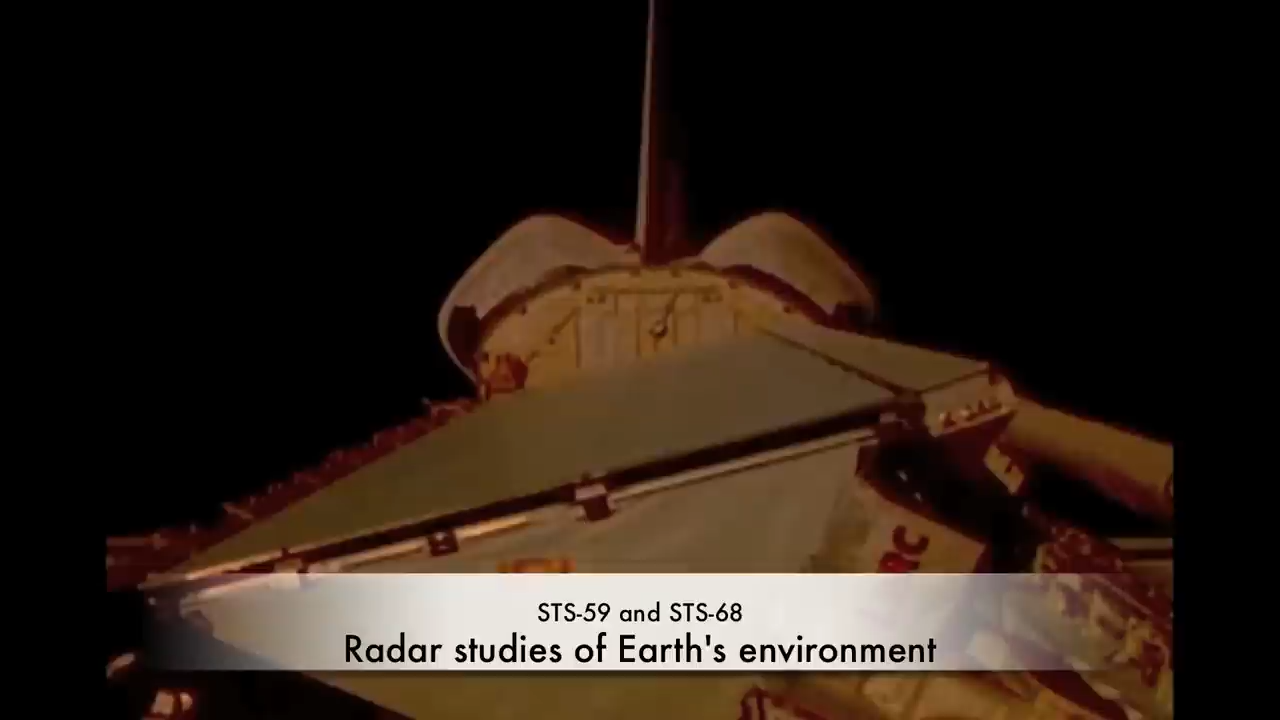 STS-59 and STS-68
Radar studies of Earth's environment